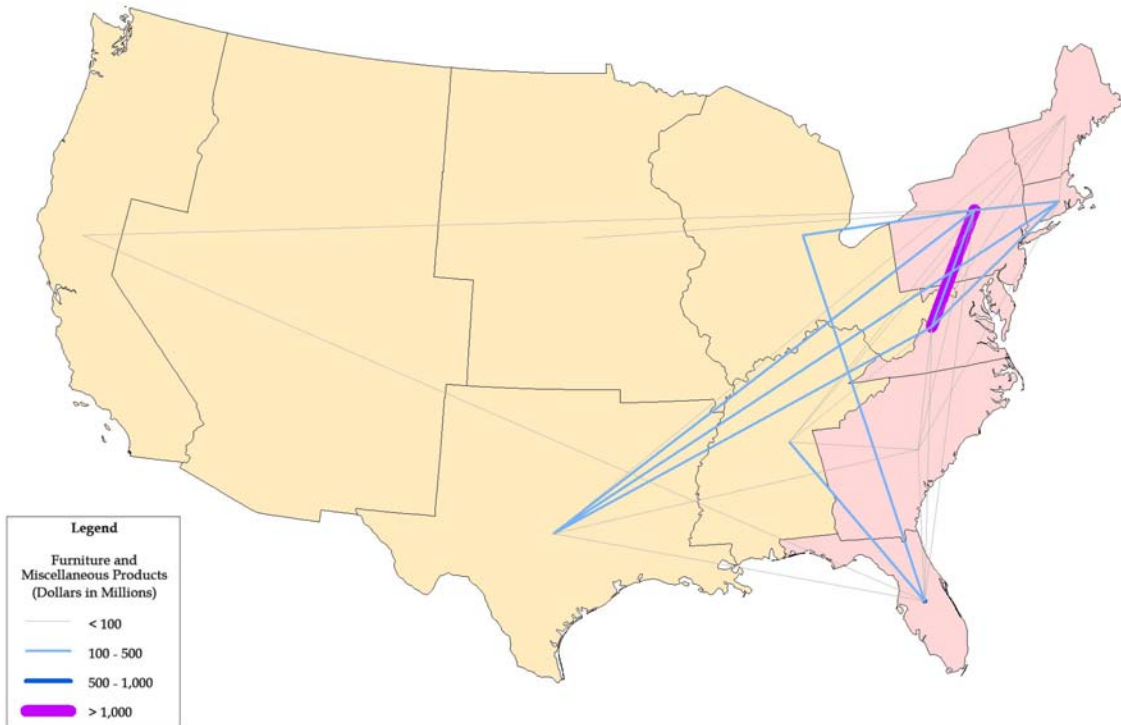 Legend
Furniture and
Miscellaneous Products
(Dollars in Millions)
< 100
100 - 500
500 - 1,000
> 1,000